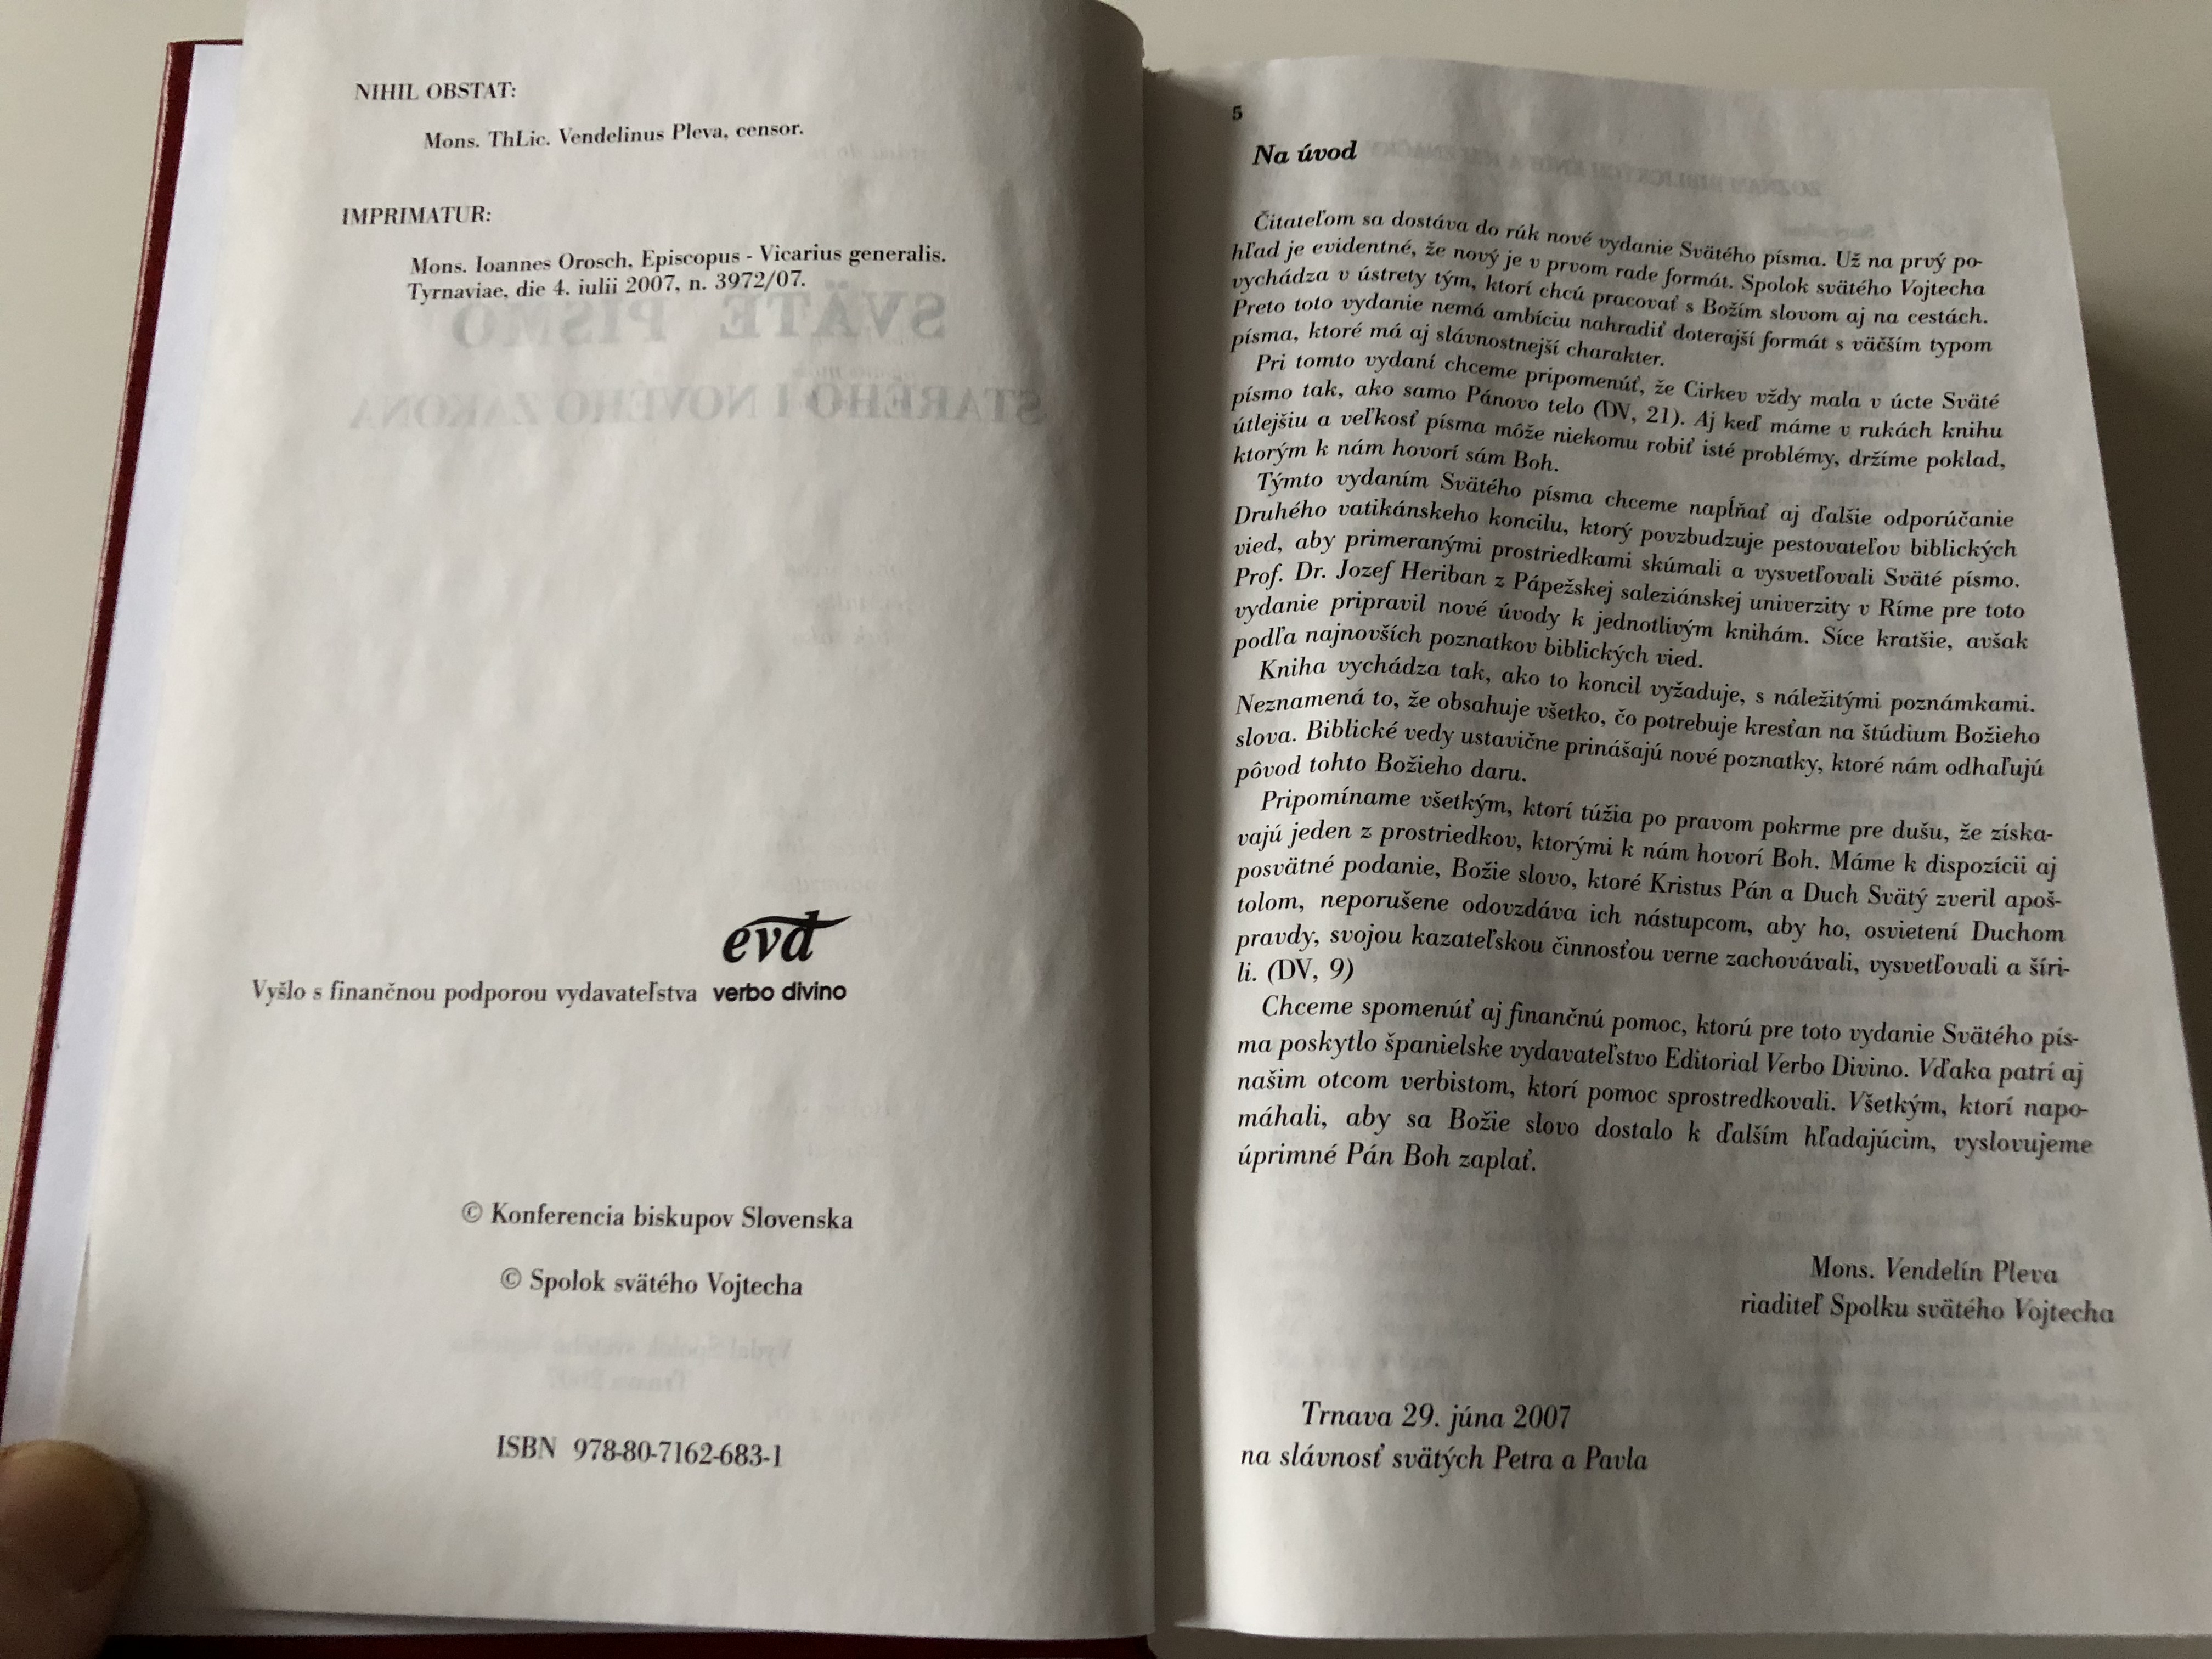 NIHIL OBSTAT:
Mons. ThLic. Vendelinus Pleva, censor.
IMPRIMATUR:
Mons. Ioannes Orosch, Episcopus - Vicarius generalis.
Tyrnaviae, die 4. iulii 2007, n. 3972/07.
evd
Vyšlo s finančnou podporou vydavateľstva verbo divino
© Konferencia biskupov Slovenska
© Spolok svätého Vojtecha
ISBN 978-80-7162-683-1
5
Na úvod
Čitateľom sa dostáva do rúk nové vydanie Svätého písma. Už na prvý po-
hľad je evidentné, že nový je v prvom rade formát. Spolok svätého Vojtecha
vychádza v ústrety tým, ktorí chcú pracovať s Božím slovom aj na cestách.
Preto toto vydanie nemá ambíciu nahradiť doterajší formát s väčším typom
písma, ktoré má aj slávnostnejší charakter.
Pri tomto vydaní chceme pripomenúť, že Cirkev vždy mala v úcte Sväté
písmo tak, ako samo Pánovo telo (DV, 21). Aj keď máme v rukách knihu
útlejšiu a veľkosť písma môže niekomu robiť isté problémy, držíme poklad,
ktorým k nám hovorí sám Boh.
Týmto vydaním Svätého písma chceme napĺňať aj ďalšie odporúčanie
Druhého vatikánskeho koncilu, ktorý povzbudzuje pestovateľov biblických
vied, aby primeranými prostriedkami skúmali a vysvetľovali Sväté písmo.
Prof. Dr. Jozef Heriban z Pápežskej saleziánskej univerzity v Ríme pre toto
vydanie pripravil nové úvody k jednotlivým knihám. Síce kratšie, avšak
podľa najnovších poznatkov biblických vied.
Kniha vychádza tak, ako to koncil vyžaduje, s náležitými poznámkami.
Neznamená to, že obsahuje všetko, čo potrebuje kresťan na štúdium Božieho
slova. Biblické vedy ustavične prinášajú nové poznatky, ktoré nám odhaľujú
pôvod tohto Božieho daru.
Pripomíname všetkým, ktorí túžia po pravom pokrme pre dušu, že získa-
vajú jeden z prostriedkov, ktorými k nám hovorí Boh. Máme k dispozícii aj
posvätné podanie, Božie slovo, ktoré Kristus Pán a Duch Svätý zveril apoš-
tolom, neporušene odovzdáva ich nástupcom, aby ho, osvietení Duchom
pravdy, svojou kazateľskou činnosťou verne zachovávali, vysvetľovali a šíri-
li. (DV, 9)
Chceme spomenúť aj finančnú pomoc, ktorú pre toto vydanie Svätého pís-
ma poskytlo španielske vydavateľstvo Editorial Verbo Divino. Vďaka patrí aj
našim otcom verbistom, ktorí pomoc sprostredkovali. Všetkým, ktorí napo-
máhali, aby sa Božie slovo dostalo k ďalším hľadajúcim, vyslovujeme
úprimné Pán Boh zaplať.
Mons. Vendelín Pleva
riaditeľ Spolku svätého Vojtecha
Trnava 29. júna 2007
na slávnosť svätých Petra a Pavla